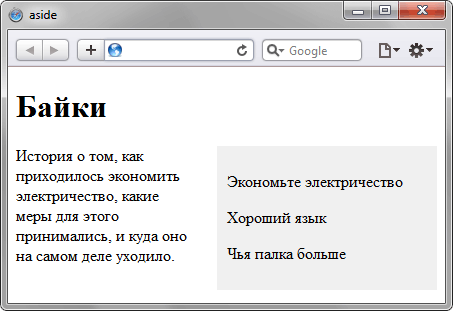 aside
Google
Байки
История о том, как
приходилось экономить
электричество, какие
меры для этого
принимались, и куда оно
на самом деле уходило.
Экономьте электричество
Хороший язык
Чья палка больше